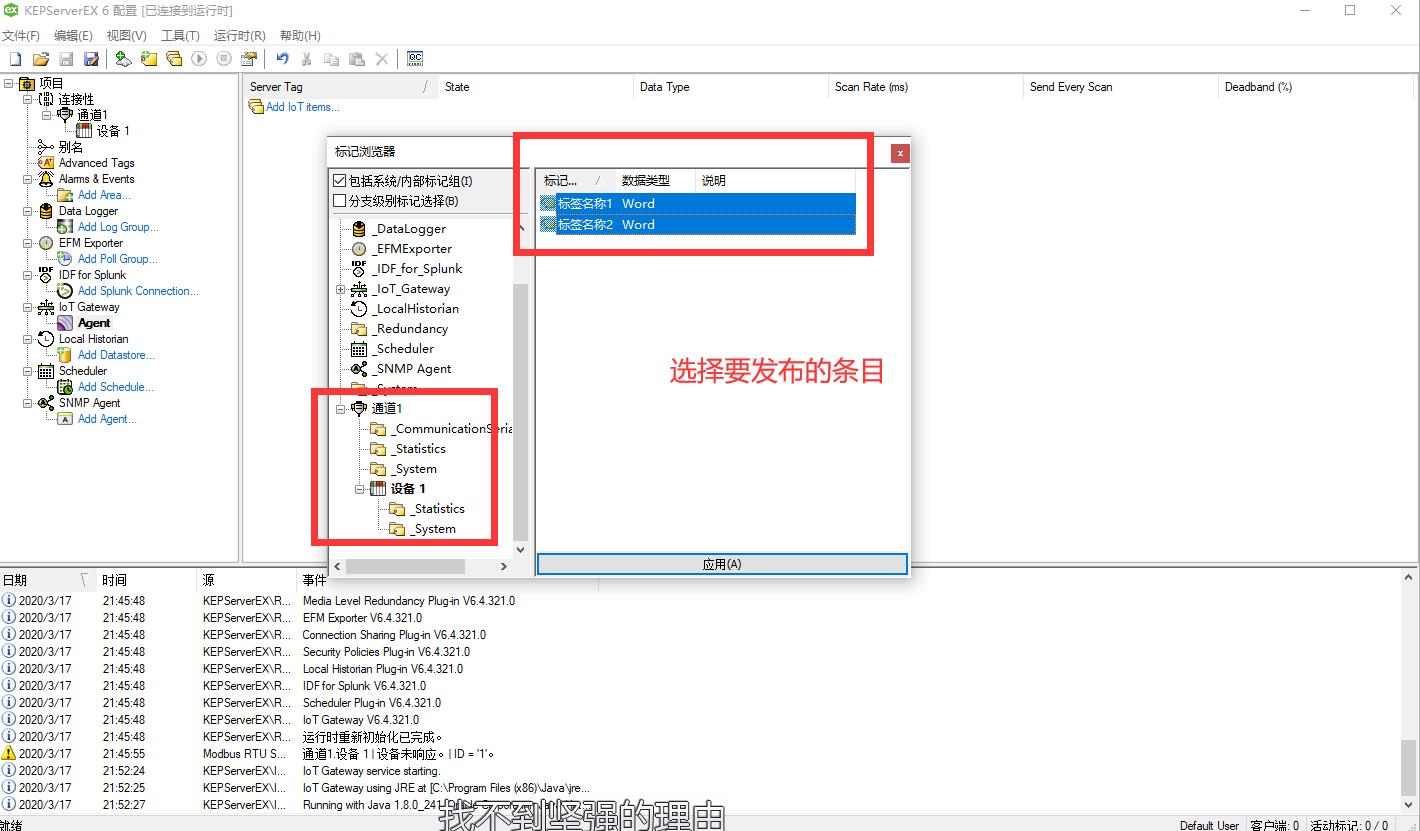 KEPServerEX 6 配置 [已连接到运行时]
文件(F) 编辑(E) 视图(V) 工具(T) 运行时(R) 帮助(H)
项目
连接性
通道1
设备 1
别名
Advanced Tags
Alarms & Events
Add Area...
Data Logger
Add Log Group...
EFM Exporter
Add Poll Group...
IDF for Splunk
Add Splunk Connection...
IoT Gateway
Agent
Local Historian
Add Datastore...
Scheduler
Add Schedule...
SNMP Agent
Add Agent...
Server Tag State Data Type Scan Rate (ms) Send Every Scan Deadband (%)
Add IoT items...
标记浏览器
包括系统/内部标记组(I)
分支级别标记选择(B)
_DataLogger
_EFMExporter
_IDF_for_Splunk
_IoT_Gateway
_LocalHistorian
_Redundancy
_Scheduler
_SNMP Agent
_System
通道1
_CommunicationSeria
_Statistics
_System
设备 1
_Statistics
_System
标记... 数据类型 说明
标签名称1 Word
标签名称2 Word
选择要发布的条目
应用(A)
日期 时间 源 事件
2020/3/17 21:45:48 KEPServerEX\R... Media Level Redundancy Plug-in V6.4.321.0
2020/3/17 21:45:48 KEPServerEX\R... EFM Exporter V6.4.321.0
2020/3/17 21:45:48 KEPServerEX\R... Connection Sharing Plug-in V6.4.321.0
2020/3/17 21:45:48 KEPServerEX\R... Security Policies Plug-in V6.4.321.0
2020/3/17 21:45:48 KEPServerEX\R... Local Historian Plug-in V6.4.321.0
2020/3/17 21:45:48 KEPServerEX\R... IDF for Splunk V6.4.321.0
2020/3/17 21:45:48 KEPServerEX\R... Scheduler Plug-in V6.4.321.0
2020/3/17 21:45:48 KEPServerEX\R... IoT Gateway V6.4.321.0
2020/3/17 21:45:48 KEPServerEX\R... 运行时重新初始化已完成。
2020/3/17 21:45:55 Modbus RTU S... 通道1.设备 1 | 设备未响应。| ID = '1'。
2020/3/17 21:52:24 KEPServerEX\I... IoT Gateway service starting.
2020/3/17 21:52:25 KEPServerEX\I... IoT Gateway using JRE at [C:\Program Files (x86)\Java\jre...
2020/3/17 21:52:27 KEPServerEX\I... Running with Java 1.8.0_241
找不到坚强的理由
就绪 Default User 客户端: 0 活动标记: 0 / 0